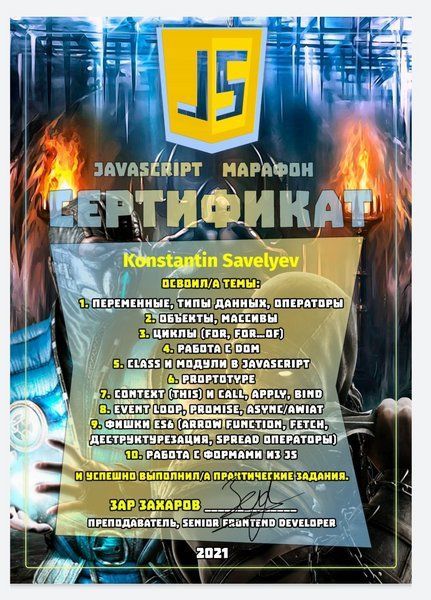 JS
JAVASCRIPT МАРАФОН
СЕРТИФИКАТ
Konstantin Savelyev
ОСВОИЛ/А ТЕМЫ:
1. ПЕРЕМЕННЫЕ, ТИПЫ ДАННЫХ, ОПЕРАТОРЫ
2. ОБЪЕКТЫ, МАССИВЫ
3. ЦИКЛЫ (FOR, FOR...OF)
4. РАБОТА С DOM
5. CLASS И МОДУЛИ В JAVASCRIPT
6. PROPTOTYPE
7. CONTEXT (THIS) И CALL, APPLY, BIND
8. EVENT LOOP, PROMISE, ASYNC/AWIAT
9. ФИШКИ ES6 (ARROW FUNCTION, FETCH,
ДЕСТРУКТУРЕЗАЦИЯ, SPREAD ОПЕРАТОРЫ)
10. РАБОТА С ФОРМАМИ ИЗ JS
И УСПЕШНО ВЫПОЛНИЛ/А ПРАКТИЧЕСКИЕ ЗАДАНИЯ.
ЗАР ЗАХАРОВ ______________
ПРЕПОДАВАТЕЛЬ, SENIOR FRONTEND DEVELOPER
2021